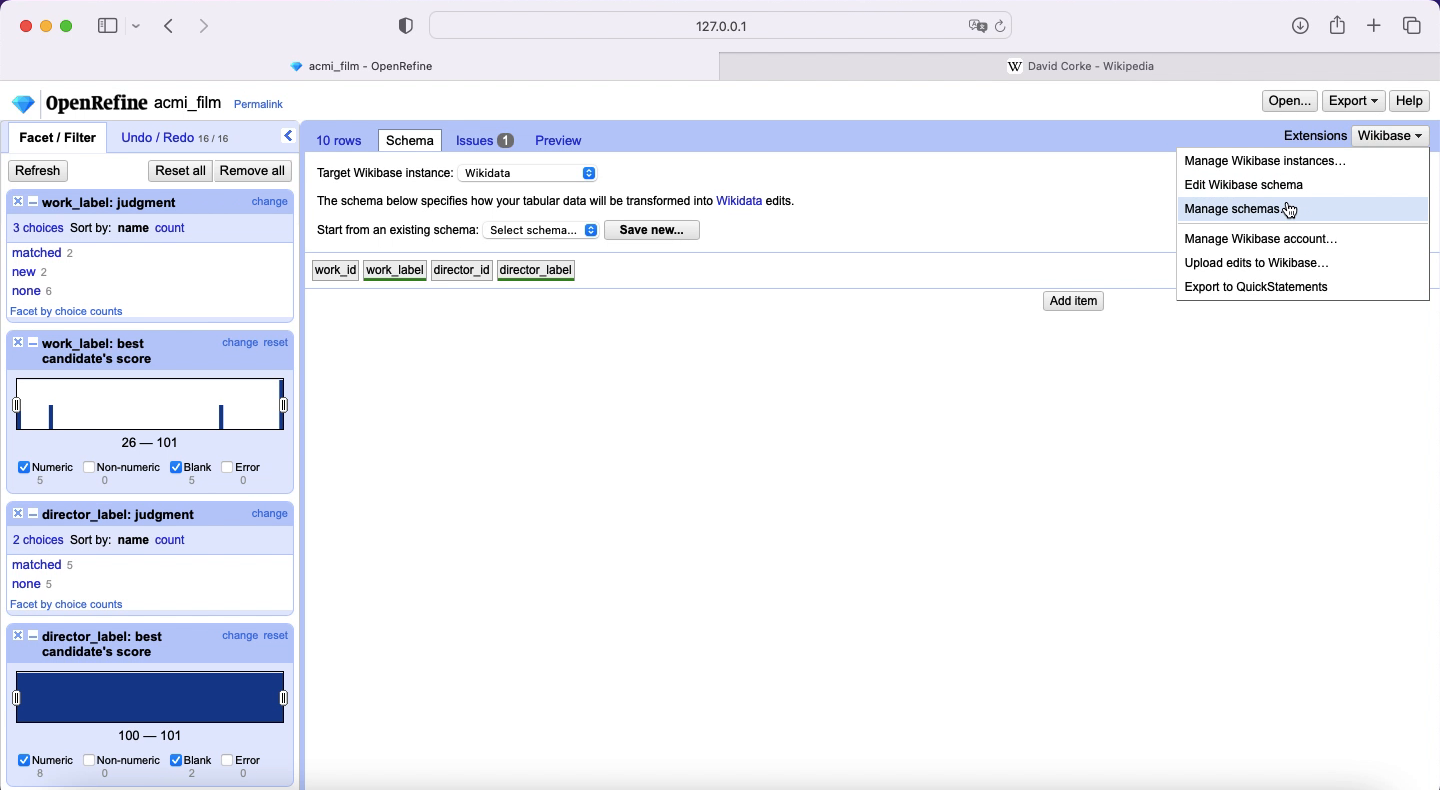 127.0.0.1
acmi_film - OpenRefine
W David Corke - Wikipedia
OpenRefine acmi_film Permalink
Open... Export Help
Facet / Filter Undo / Redo 16 / 16
10 rows Schema Issues 1 Preview
Extensions Wikibase
Refresh Reset all Remove all
Target Wikibase instance: Wikidata
The schema below specifies how your tabular data will be transformed into Wikidata edits.
Start from an existing schema: Select schema... Save new...
work_id work_label director_id director_label
Add item
Manage Wikibase instances...
Edit Wikibase schema
Manage schemas
Manage Wikibase account...
Upload edits to Wikibase...
Export to QuickStatements
work_label: judgment change
3 choices Sort by: name count
matched 2
new 2
none 6
Facet by choice counts
work_label: best candidate's score change reset
26 — 101
Numeric Non-numeric Blank Error
5 0 5 0
director_label: judgment change
2 choices Sort by: name count
matched 5
none 5
Facet by choice counts
director_label: best candidate's score change reset
100 — 101
Numeric Non-numeric Blank Error
8 0 2 0